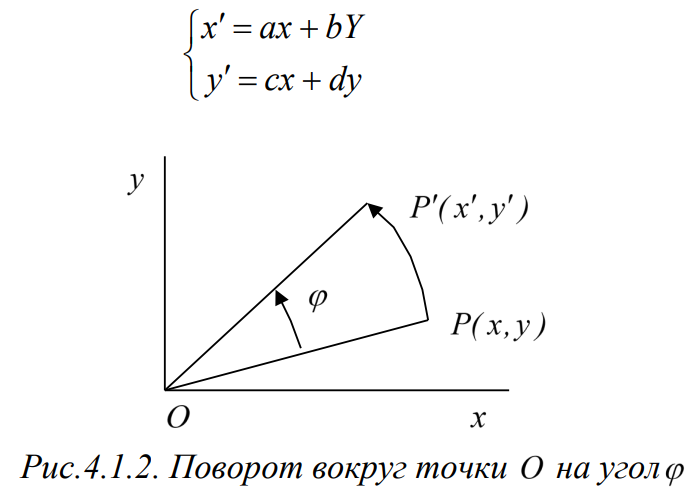 x′ = ax + bY
y′ = cx + dy
y
P′(x′,y′)
φ
P(x,y)
O
x
Рис.4.1.2. Поворот вокруг точки O на угол φ